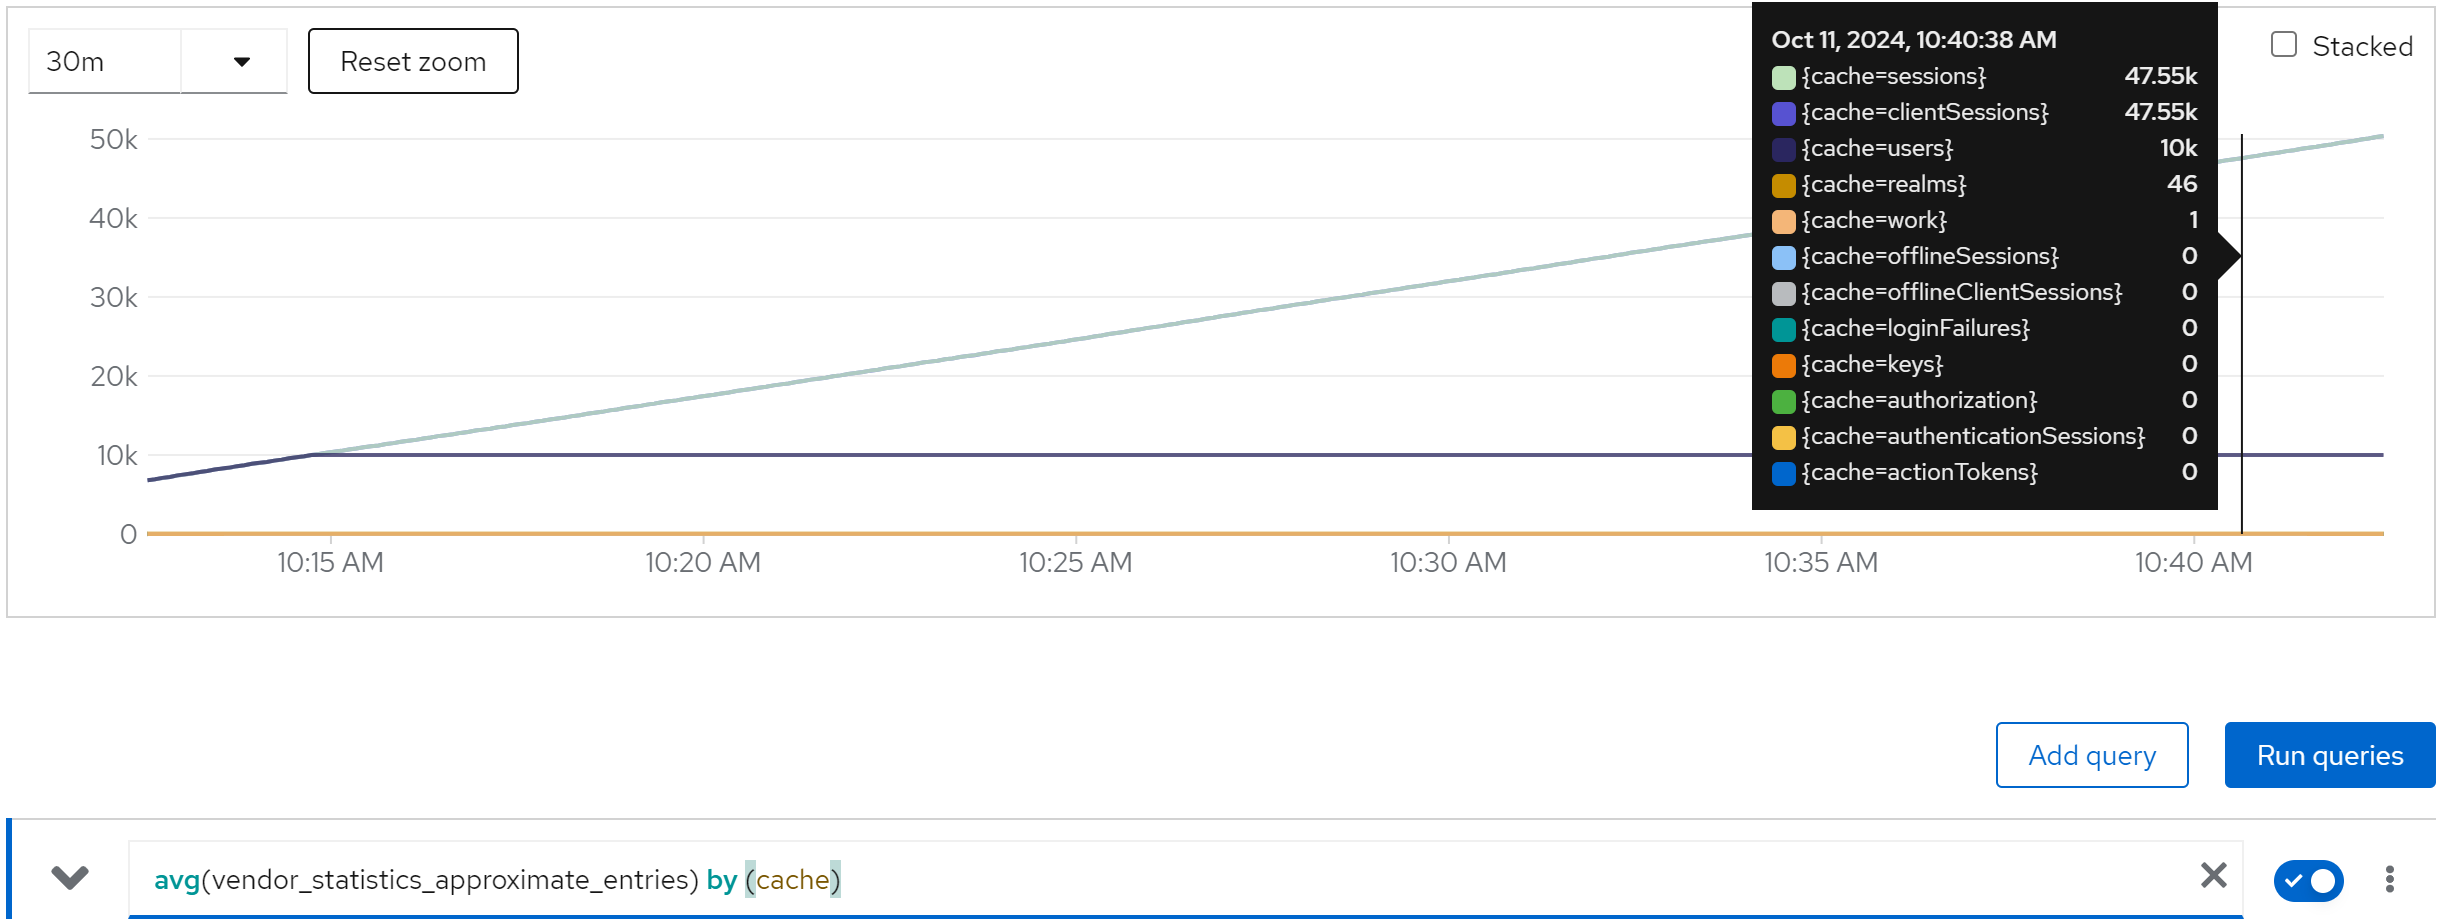 30m
Reset zoom
Stacked
Oct 11, 2024, 10:40:38 AM
{cache=sessions} 47.55k
{cache=clientSessions} 47.55k
{cache=users} 10k
{cache=realms} 46
{cache=work} 1
{cache=offlineSessions} 0
{cache=offlineClientSessions} 0
{cache=loginFailures} 0
{cache=keys} 0
{cache=authorization} 0
{cache=authenticationSessions} 0
{cache=actionTokens} 0
50k
40k
30k
20k
10k
0
10:15 AM 10:20 AM 10:25 AM 10:30 AM 10:35 AM 10:40 AM
Add query
Run queries
avg(vendor_statistics_approximate_entries) by (cache)